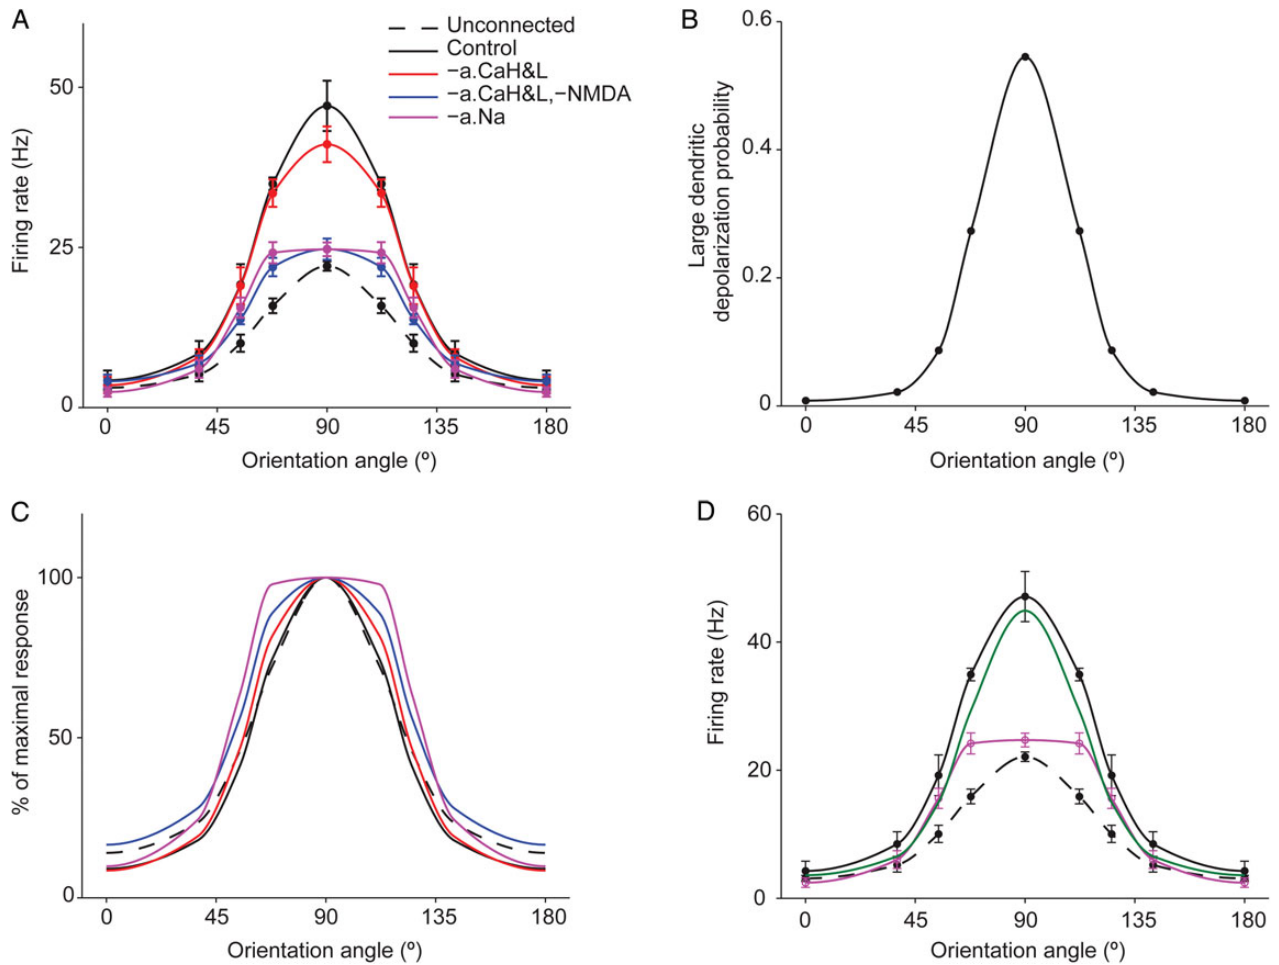 A
Unconnected
Control
−a.CaH&L
−a.CaH&L,−NMDA
−a.Na
50
25
0
Firing rate (Hz)
0 45 90 135 180
Orientation angle (º)
B
0.6
0.4
0.2
0
Large dendritic
depolarization probability
0 45 90 135 180
Orientation angle (º)
C
100
50
0
% of maximal response
0 45 90 135 180
Orientation angle (º)
D
60
40
20
0
Firing rate (Hz)
0 45 90 135 180
Orientation angle (º)